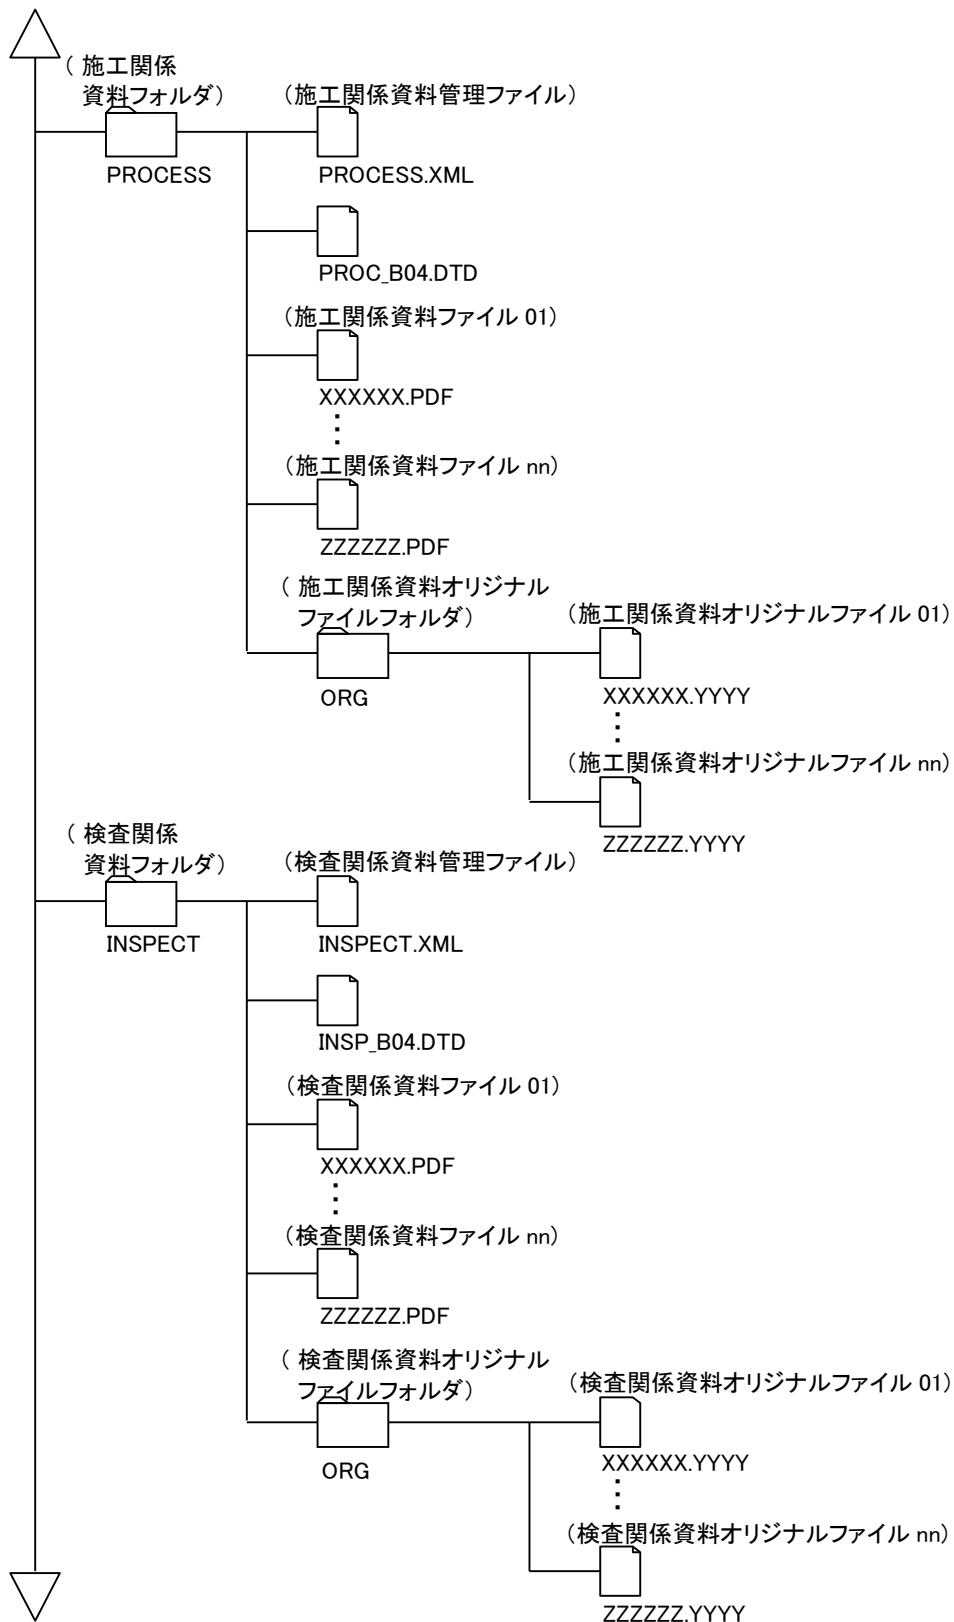 （ 施工関係
資料フォルダ）
（施工関係資料管理ファイル）
PROCESS
PROCESS.XML
PROC_B04.DTD
（施工関係資料ファイル 01）
XXXXXX.PDF
（施工関係資料ファイル nn）
ZZZZZZ.PDF
（ 施工関係資料オリジナル
ファイルフォルダ）
（施工関係資料オリジナルファイル 01）
ORG
XXXXXX.YYYY
（施工関係資料オリジナルファイル nn）
ZZZZZZ.YYYY
（ 検査関係
資料フォルダ）
（検査関係資料管理ファイル）
INSPECT
INSPECT.XML
INSP_B04.DTD
（検査関係資料ファイル 01）
XXXXXX.PDF
（検査関係資料ファイル nn）
ZZZZZZ.PDF
（ 検査関係資料オリジナル
ファイルフォルダ）
（検査関係資料オリジナルファイル 01）
ORG
XXXXXX.YYYY
（検査関係資料オリジナルファイル nn）
ZZZZZZ.YYYY